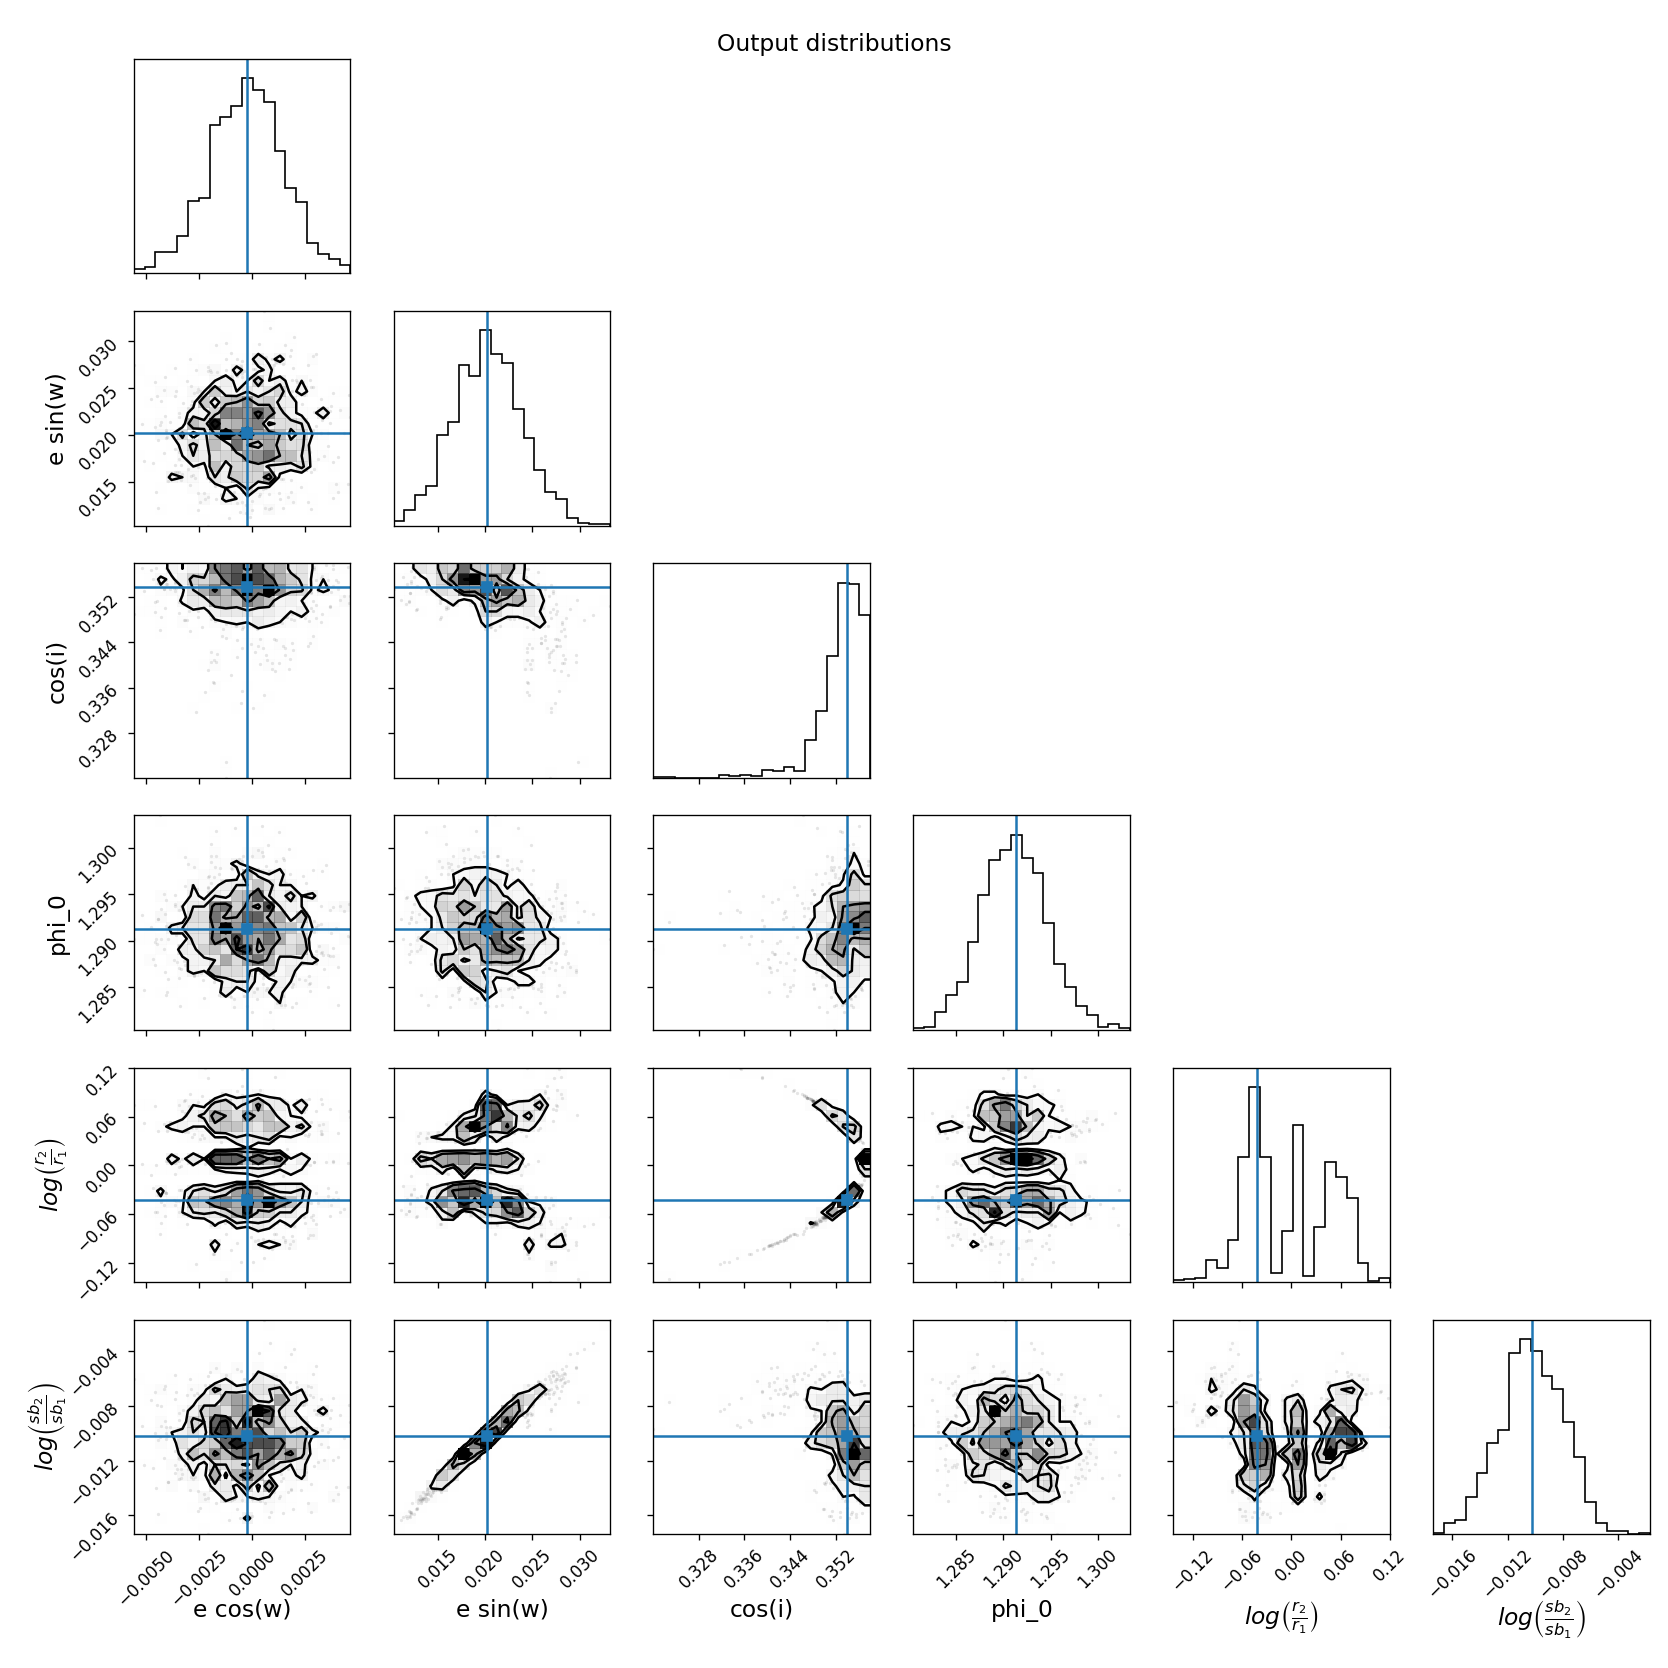 Output distributions
e sin(w)
0.030
0.025
0.020
0.015
cos(i)
0.352
0.344
0.336
0.328
phi_0
1.300
1.295
1.290
1.285
log(r₂/r₁)
0.12
0.06
0.00
−0.06
−0.12
log(sb₂/sb₁)
−0.004
−0.008
−0.012
−0.016
−0.0050 −0.0025 0.0000 0.0025 0.015 0.020 0.025 0.030 0.328 0.336 0.344 0.352 1.285 1.290 1.295 1.300 −0.12 −0.06 0.00 0.06 0.12 −0.016 −0.012 −0.008 −0.004
e cos(w) e sin(w) cos(i) phi_0 log(r₂/r₁) log(sb₂/sb₁)